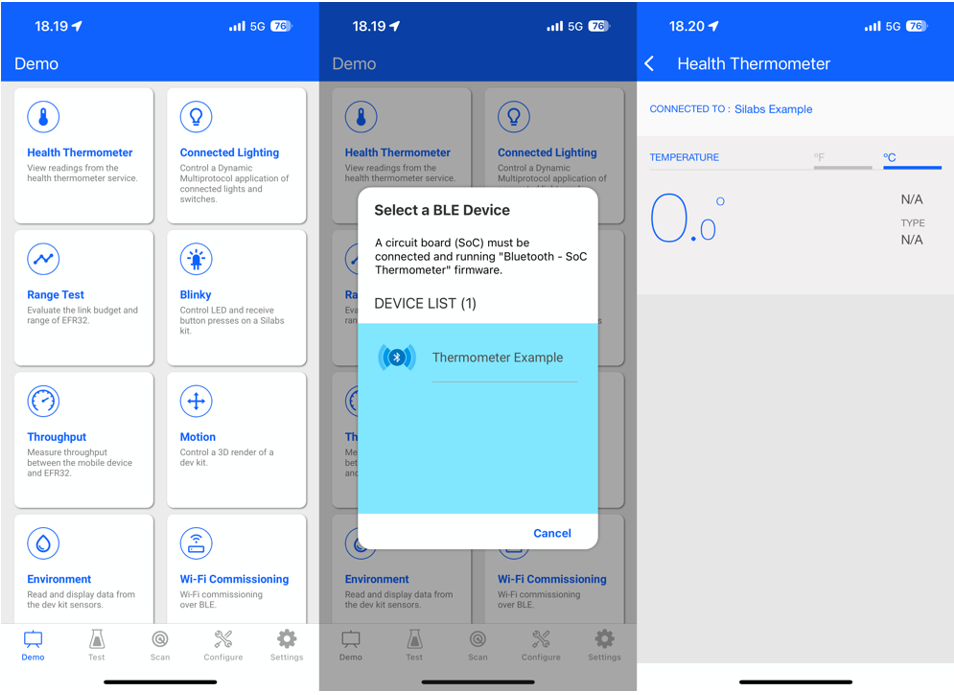 18.19
5G 76
Demo
Health Thermometer
View readings from the
health thermometer service.
Connected Lighting
Control a Dynamic
Multiprotocol application of
connected lights and
switches.
Range Test
Evaluate the link budget and
range of EFR32.
Blinky
Control LED and receive
button presses on a Silabs
kit.
Throughput
Measure throughput
between the mobile device
and EFR32.
Motion
Control a 3D render of a
dev kit.
Environment
Read and display data from
the dev kit sensors.
Wi-Fi Commissioning
Wi-Fi commissioning
over BLE.
Demo
Test
Scan
Configure
Settings
18.19
5G 76
Demo
Health Thermometer
View readings from the
health thermometer service.
Connected Lighting
Control a Dynamic
Multiprotocol application of
Select a BLE Device
A circuit board (SoC) must be
connected and running "Bluetooth - SoC
Thermometer" firmware.
DEVICE LIST (1)
Thermometer Example
Cancel
Environment
Read and display data from
the dev kit sensors.
Wi-Fi Commissioning
Wi-Fi commissioning
over BLE.
Demo
Test
Scan
Configure
Settings
18.20
5G 76
Health Thermometer
CONNECTED TO : Silabs Example
TEMPERATURE
°F
°C
0.0°
N/A
TYPE
N/A